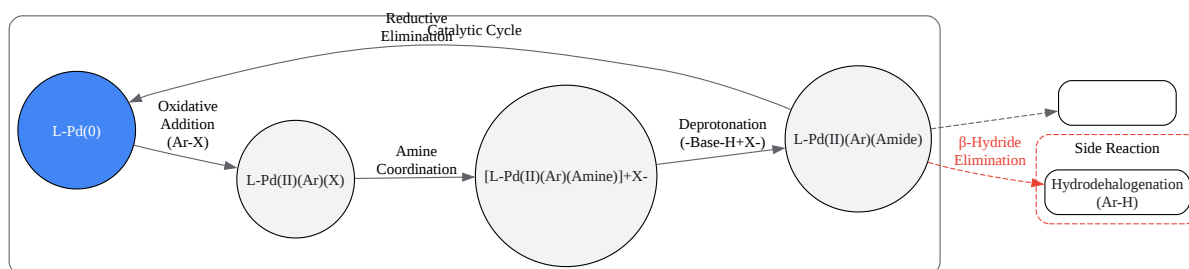 Catalytic Cycle
Reductive
Elimination
L-Pd(0)
Oxidative
Addition
(Ar-X)
L-Pd(II)(Ar)(X)
Amine
Coordination
[L-Pd(II)(Ar)(Amine)]+X-
Deprotonation
(-Base-H+X-)
L-Pd(II)(Ar)(Amide)
β-Hydride
Elimination
Side Reaction
Hydrodehalogenation
(Ar-H)